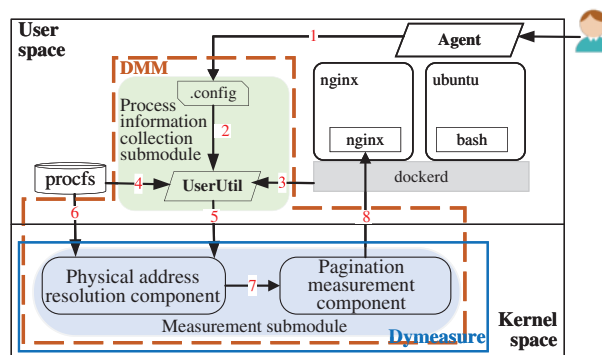 User
space
1
Agent
DMM
.config
Process
information
collection
submodule
2
nginx
ubuntu
nginx
bash
procfs
4
UserUtil
3
dockerd
6
5
8
Physical address
resolution component
7
Pagination
measurement
component
Measurement submodule
Dymeasure
Kernel
space